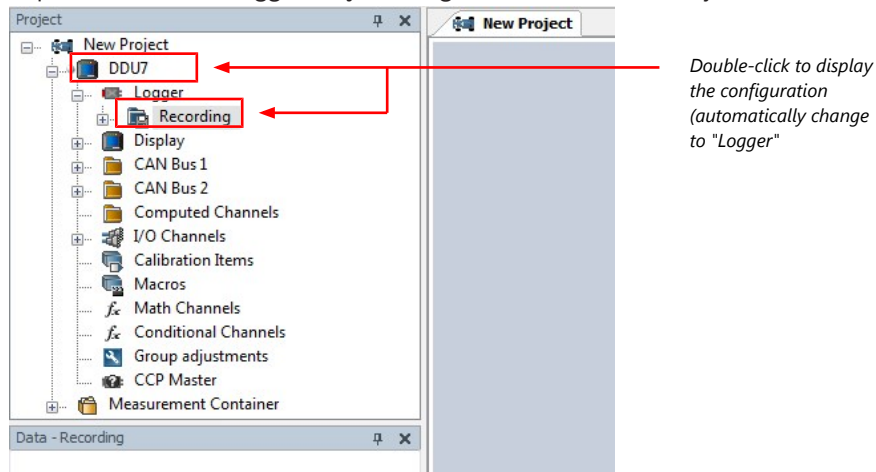 Project
New Project
New Project
DDU7
Logger
Recording
Display
CAN Bus 1
CAN Bus 2
Computed Channels
I/O Channels
Calibration Items
Macros
fx Math Channels
fx Conditional Channels
Group adjustments
CCP Master
Measurement Container
Data - Recording
Double-click to display
the configuration
(automatically change
to "Logger"